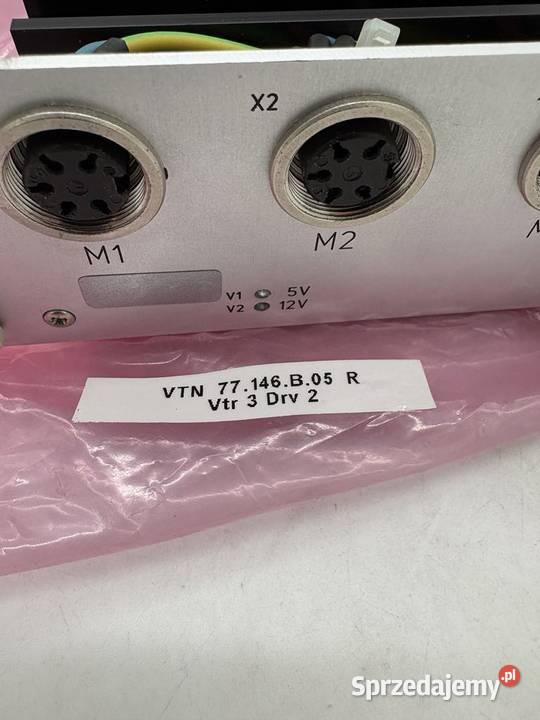 X2
M1
M2
V1 5V
V2 12V
VTN 77.146.B.05 R
Vtr 3 Drv 2
Sprzedajemy.pl